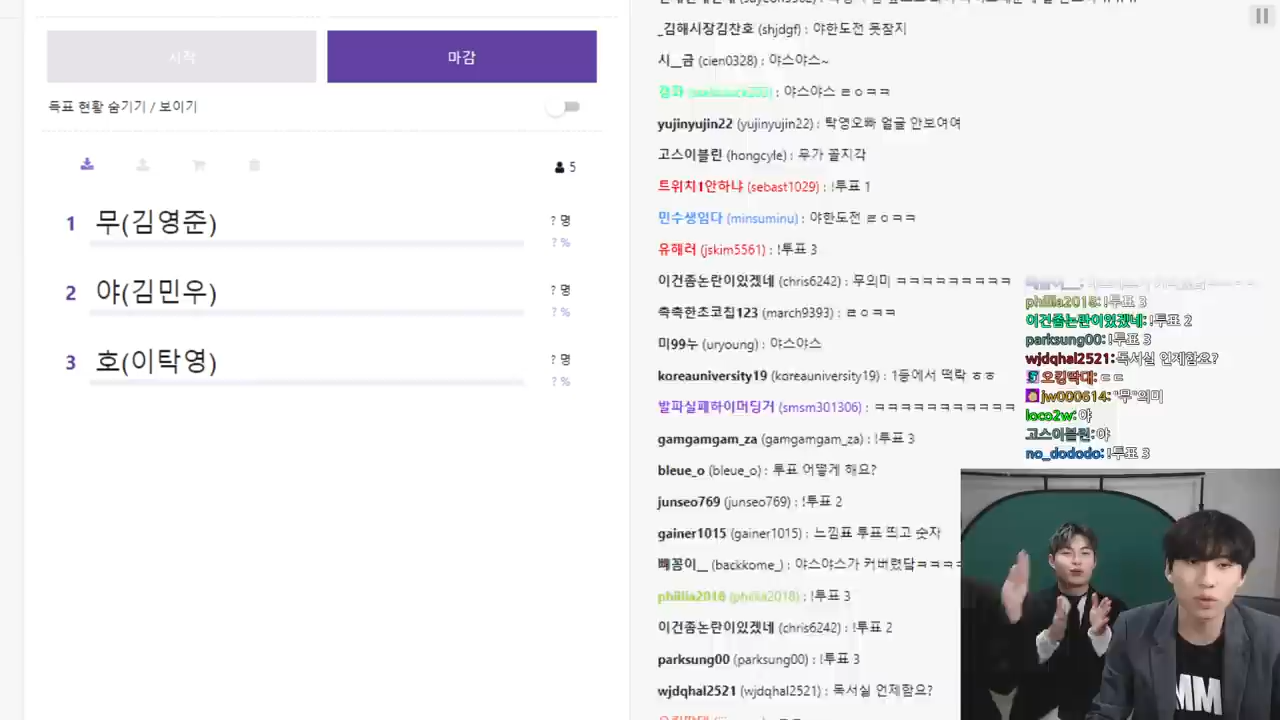 시작
마감
득표 현황 숨기기 / 보이기
5
1 무(김영준) ? 명
? %
2 야(김민우) ? 명
? %
3 호(이탁영) ? 명
? %
_김해시장김찬호 (shjdgf) : 야한도전 폿참지
시__금 (cien0328) : 야스야스~
: 야스야스 ㄹㅇㅋㅋ
yujinyujin22 (yujinyujin22) : 탁영오빠 얼굴 안보여여
고스이블린 (hongcyle) : 무가 꼴지각
트위치1안하냐 (sebast1029) : !투표 1
민수생임다 (minsuminu) : 야한도전 ㄹㅇㅋㅋ
유해러 (jskim5561) : !투표 3
이건좀논란이있겠네 (chris6242) : 무의미 ㅋㅋㅋㅋㅋㅋㅋㅋㅋ
촉촉한초코칩123 (march9393) : ㄹㅇㅋㅋ
미99누 (uryoung) : 야스야스
koreauniversity19 (koreauniversity19) : 1등에서 떡락 ㅎㅎ
발파실패하이머딩거 (smsm301306) : ㅋㅋㅋㅋㅋㅋㅋㅋㅋㅋㅋ
gamgamgam_za (gamgamgam_za) : !투표 3
bleue_o (bleue_o) : 투표 어떻게 해요?
junseo769 (junseo769) : !투표 2
gainer1015 (gainer1015) : 느낌표 투표 띄고 숫자
빼꼼이__ (backkome_) : 야스야스가 커버렸닼ㅋㅋㅋ
phillia2018 (phillia2018) : !투표 3
이건좀논란이있겠네 (chris6242) : !투표 2
parksung00 (parksung00) : !투표 3
wjdqhal2521 (wjdqhal2521) : 독서실 언제함요?
phillia2018: !투표 3
이건좀논란이있겠네: !투표 2
parksung00: !투표 3
wjdqhal2521: 독서실 언제함요?
오킹딱대: ㄷㄷ
jw000614: "무"의미
loco2w: 야
고스이블린: 야
no_dododo: !투표 3
MM